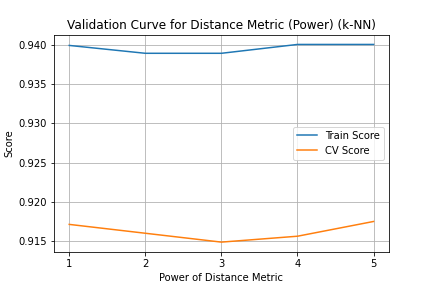 Validation Curve for Distance Metric (Power) (k-NN)
0.940
0.935
0.930
0.925
0.920
0.915
Score
Train Score
CV Score
1 2 3 4 5
Power of Distance Metric